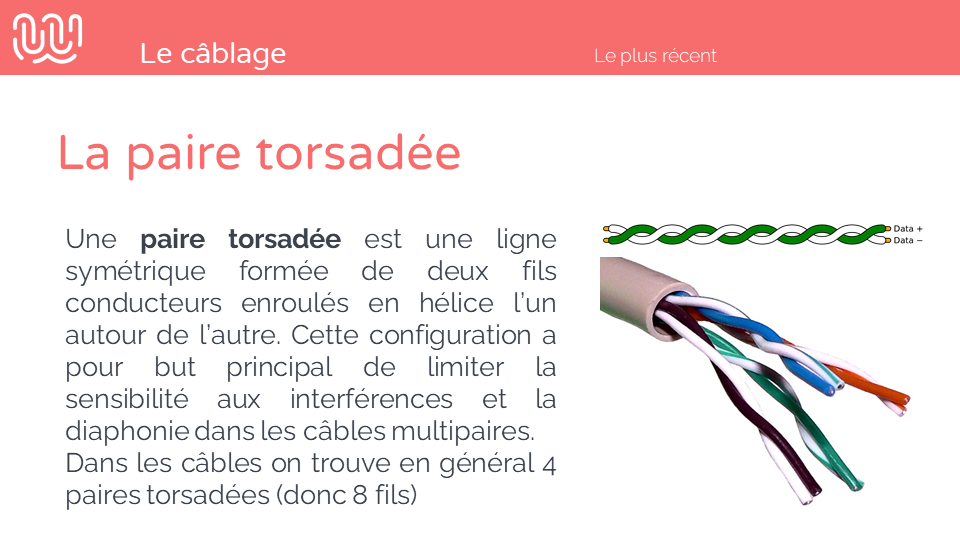 Le câblage
Le plus récent
La paire torsadée
Une paire torsadée est une ligne
symétrique formée de deux fils
conducteurs enroulés en hélice l'un
autour de l'autre. Cette configuration a
pour but principal de limiter la
sensibilité aux interférences et la
diaphonie dans les câbles multipaires.
Dans les câbles on trouve en général 4
paires torsadées (donc 8 fils)
Data +
Data −